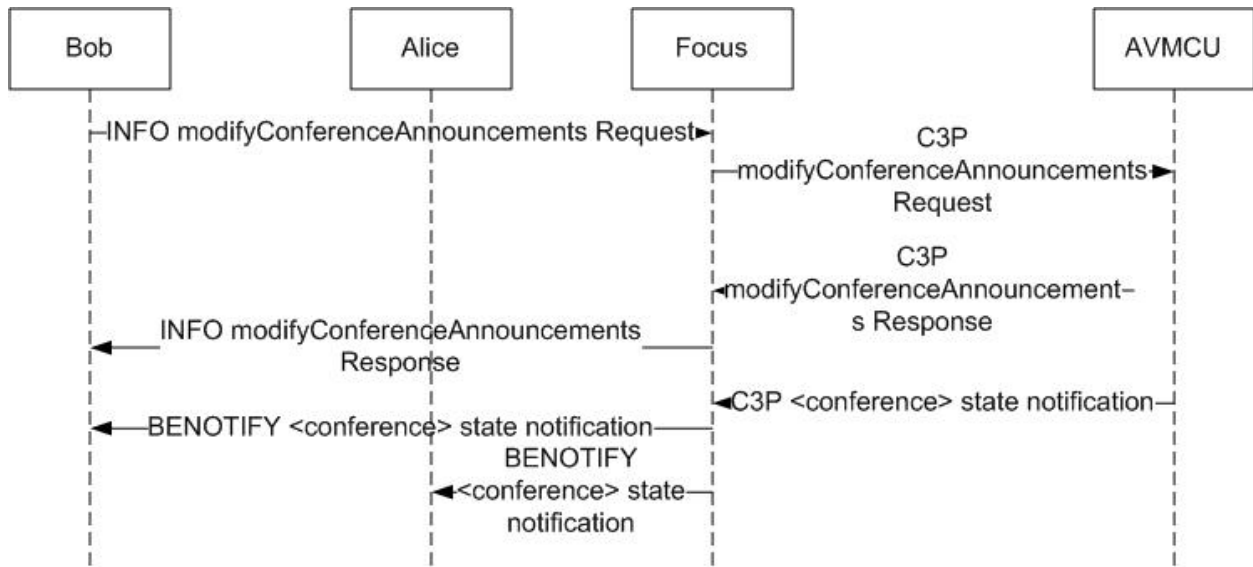 Bob
Alice
Focus
AVMCU
INFO modifyConferenceAnnouncements Request
C3P
modifyConferenceAnnouncements
Request
C3P
modifyConferenceAnnouncement
s Response
INFO modifyConferenceAnnouncements
Response
C3P <conference> state notification
BENOTIFY <conference> state notification
BENOTIFY
<conference> state
notification